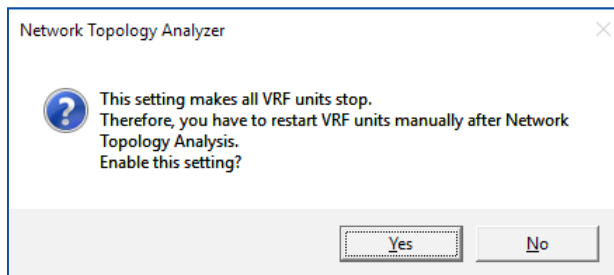 Network Topology Analyzer
This setting makes all VRF units stop.
Therefore, you have to restart VRF units manually after Network
Topology Analysis.
Enable this setting?
Yes
No